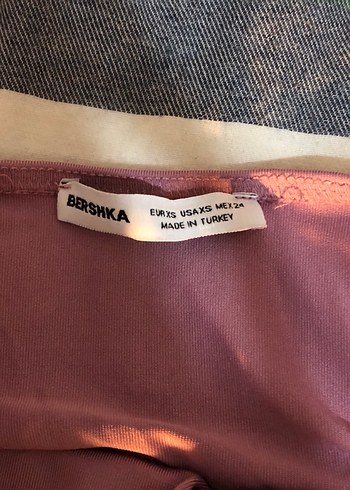 BERSHKA
EUR XS USA XS MEX 24
MADE IN TURKEY